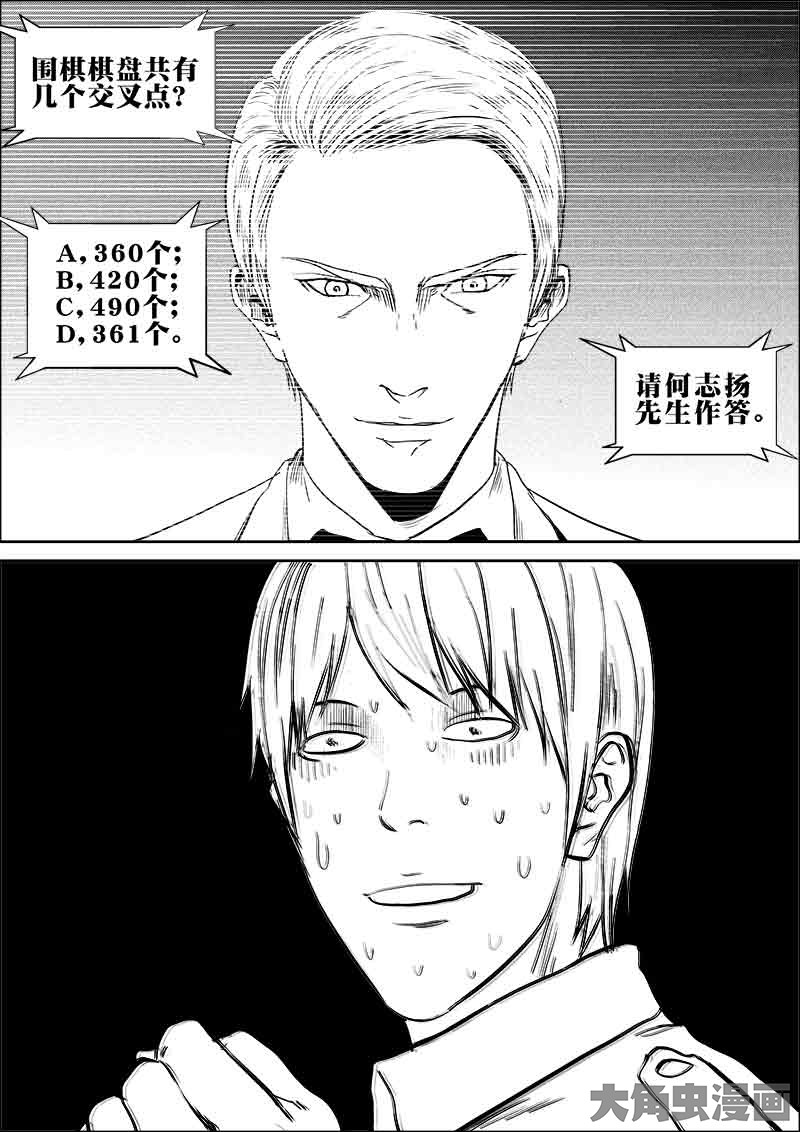 围棋棋盘共有
几个交叉点？
A，360个；
B，420个；
C，490个；
D，361个。
请何志扬
先生作答。
大角虫漫画